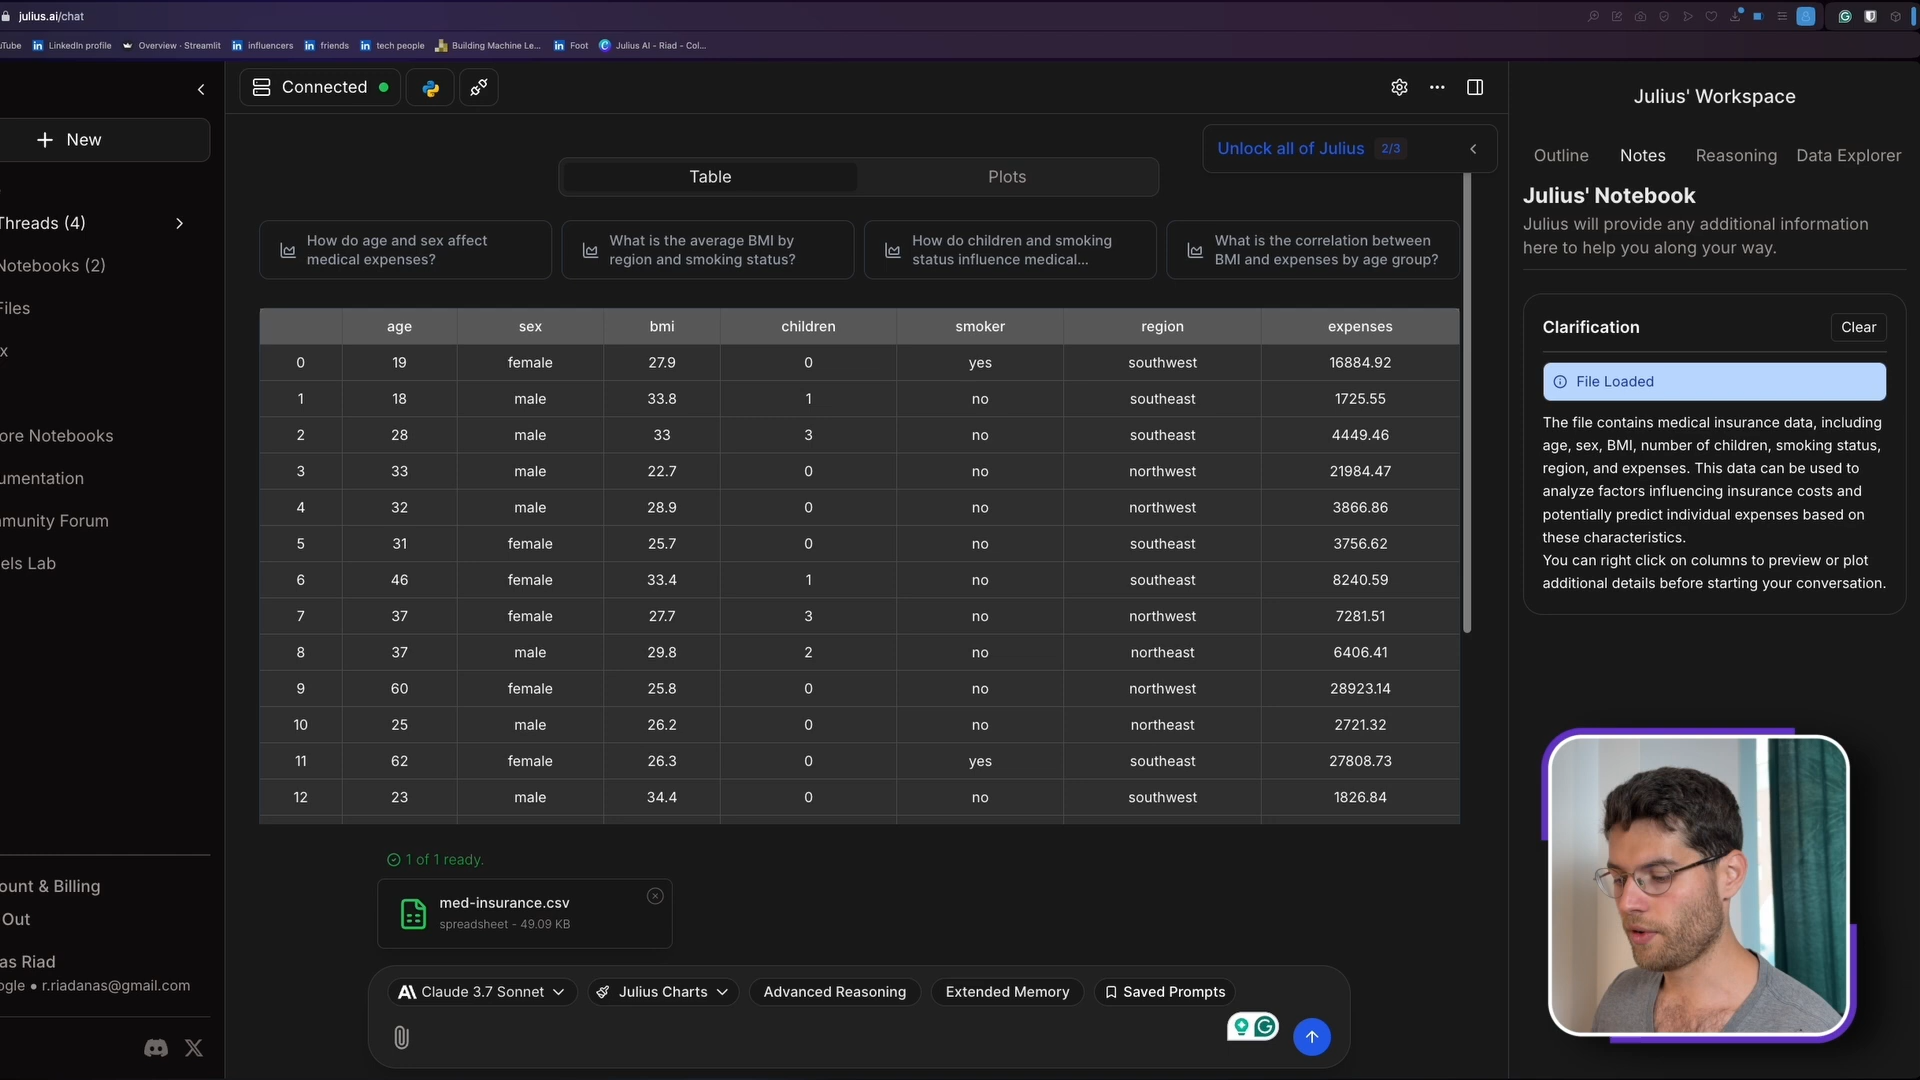 julius.ai/chat
uTube
LinkedIn profile
Overview · Streamlit
influencers
friends
tech people
Building Machine Le...
Foot
Julius AI - Riad - Col...
New
Threads (4)
Notebooks (2)
Files
x
ore Notebooks
umentation
munity Forum
els Lab
ount & Billing
Out
as Riad
ogle ● r.riadanas@gmail.com
Connected
Unlock all of Julius 2/3
Table
Plots
How do age and sex affect
medical expenses?
What is the average BMI by
region and smoking status?
How do children and smoking
status influence medical...
What is the correlation between
BMI and expenses by age group?
age sex bmi children smoker region expenses
0 19 female 27.9 0 yes southwest 16884.92
1 18 male 33.8 1 no southeast 1725.55
2 28 male 33 3 no southeast 4449.46
3 33 male 22.7 0 no northwest 21984.47
4 32 male 28.9 0 no northwest 3866.86
5 31 female 25.7 0 no southeast 3756.62
6 46 female 33.4 1 no southeast 8240.59
7 37 female 27.7 3 no northwest 7281.51
8 37 male 29.8 2 no northeast 6406.41
9 60 female 25.8 0 no northwest 28923.14
10 25 male 26.2 0 no northeast 2721.32
11 62 female 26.3 0 yes southeast 27808.73
12 23 male 34.4 0 no southwest 1826.84
1 of 1 ready.
med-insurance.csv
spreadsheet - 49.09 KB
Claude 3.7 Sonnet
Julius Charts
Advanced Reasoning
Extended Memory
Saved Prompts
Julius' Workspace
Outline
Notes
Reasoning
Data Explorer
Julius' Notebook
Julius will provide any additional information
here to help you along your way.
Clarification
Clear
File Loaded
The file contains medical insurance data, including
age, sex, BMI, number of children, smoking status,
region, and expenses. This data can be used to
analyze factors influencing insurance costs and
potentially predict individual expenses based on
these characteristics.
You can right click on columns to preview or plot
additional details before starting your conversation.